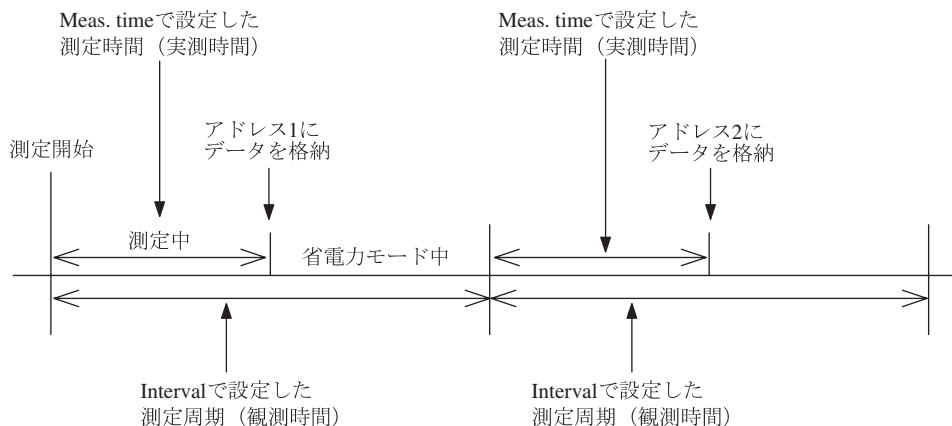 Meas. timeで設定した
測定時間（実測時間）
Meas. timeで設定した
測定時間（実測時間）
測定開始
アドレス1に
データを格納
アドレス2に
データを格納
測定中
省電力モード中
Intervalで設定した
測定周期（観測時間）
Intervalで設定した
測定周期（観測時間）